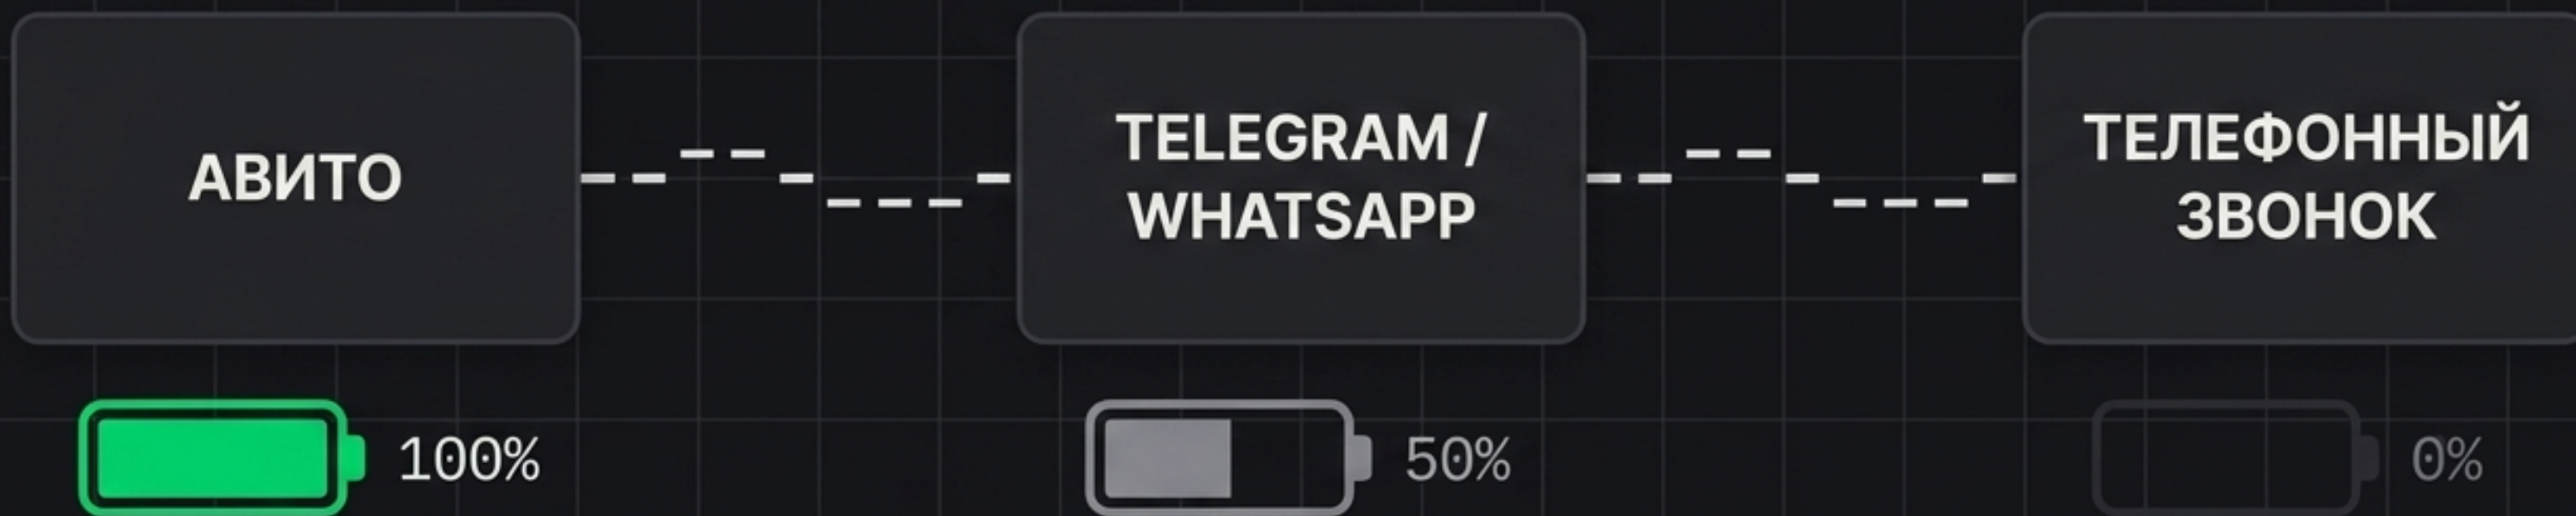 АВИТО
TELEGRAM /
WHATSAPP
ТЕЛЕФОННЫЙ
ЗВОНОК
100%
50%
0%